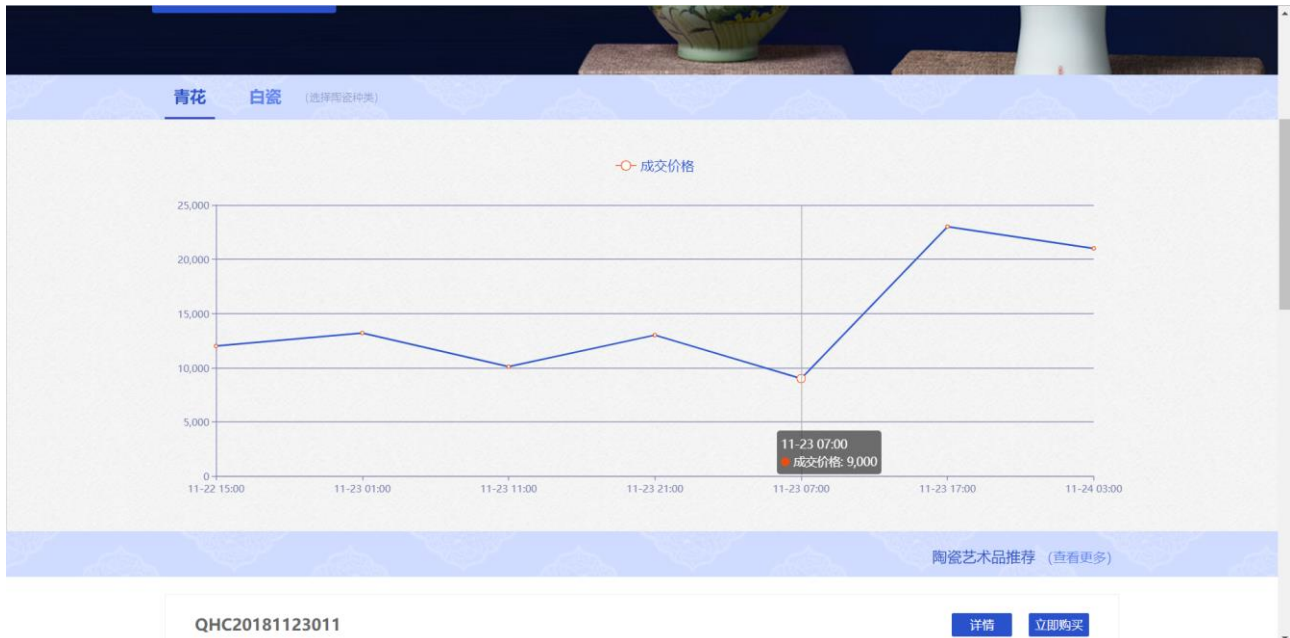 青花 白瓷 (选择陶瓷种类)
成交价格
25,000
20,000
15,000
10,000
5,000
0
11-23 07:00
成交价格: 9,000
11-22 15:00 11-23 01:00 11-23 11:00 11-23 21:00 11-23 07:00 11-23 17:00 11-24 03:00
陶瓷艺术品推荐 (查看更多)
QHC20181123011 详情 立即购买